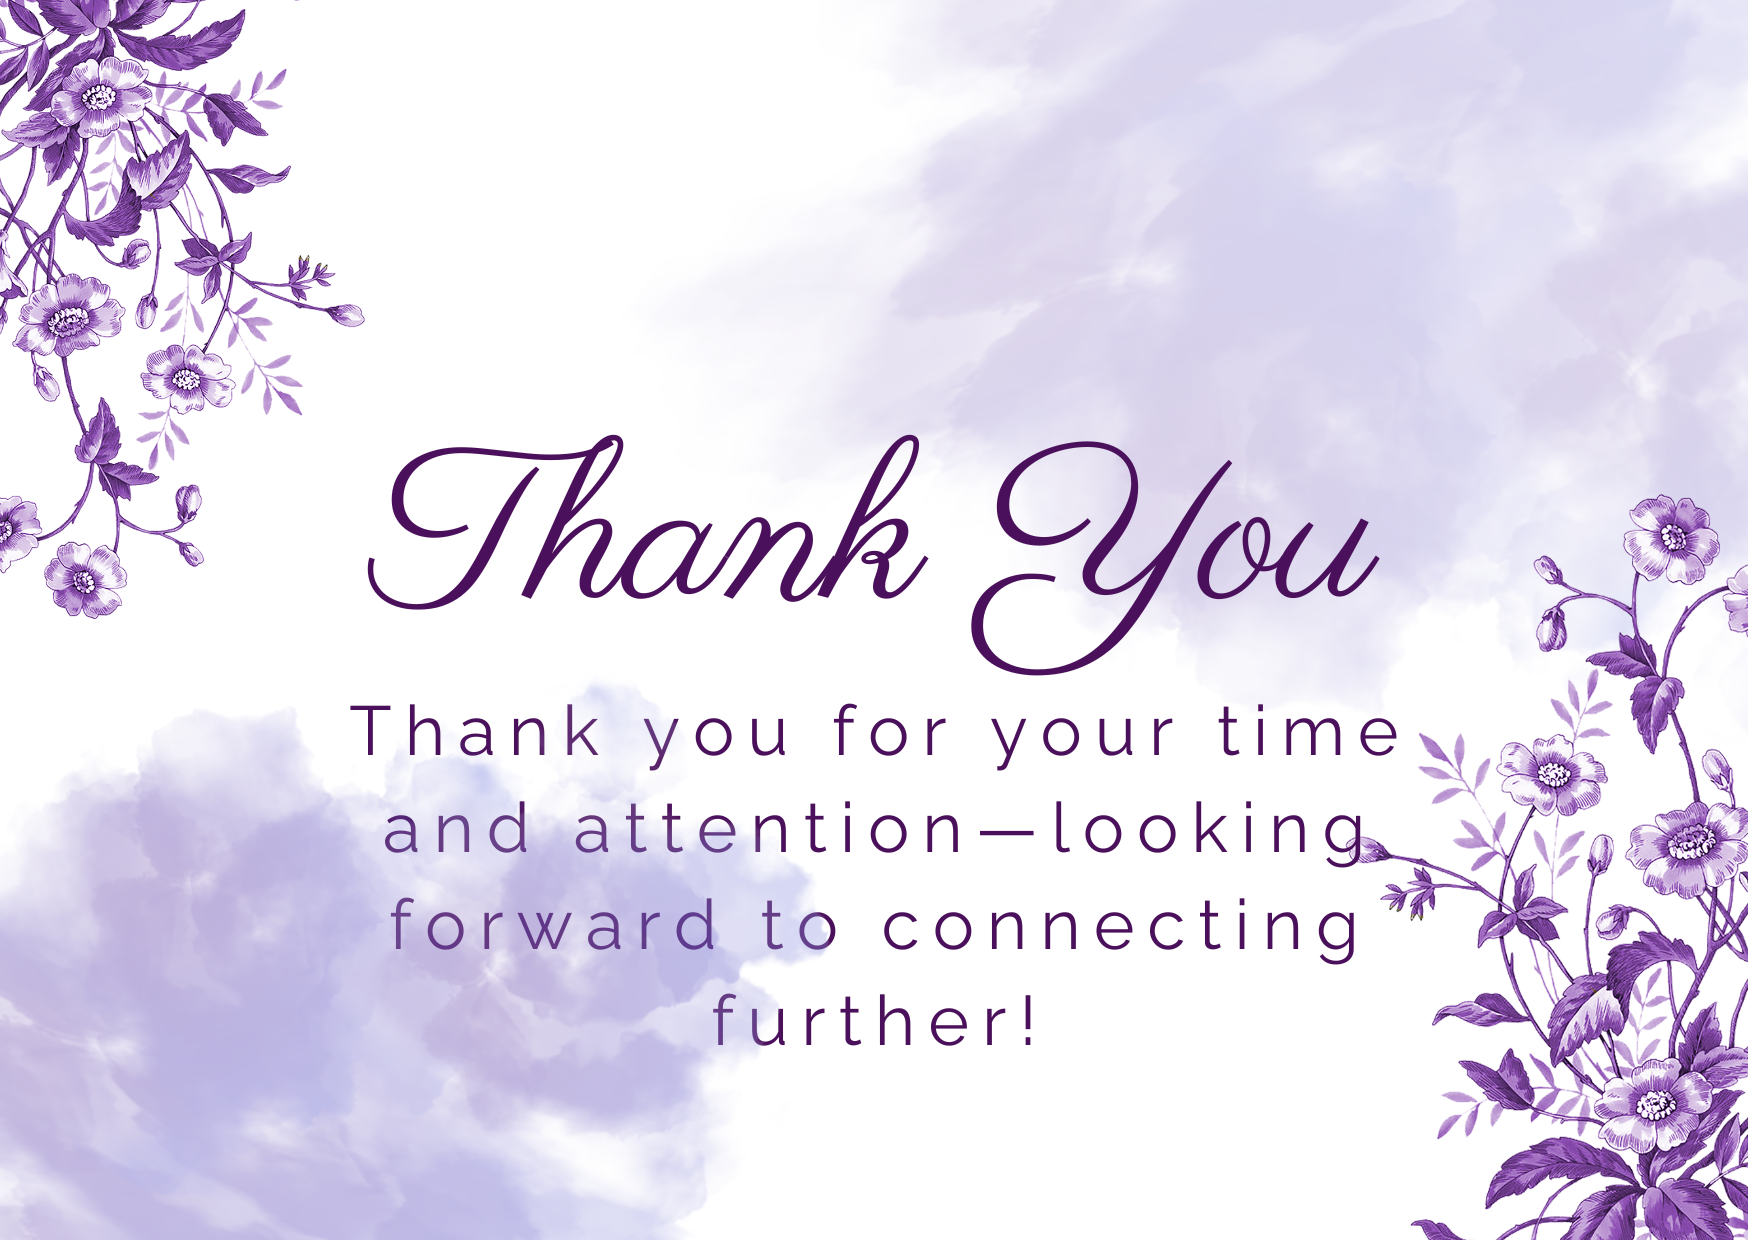 Thank You
Thank you for your time
and attention—looking
forward to connecting
further!